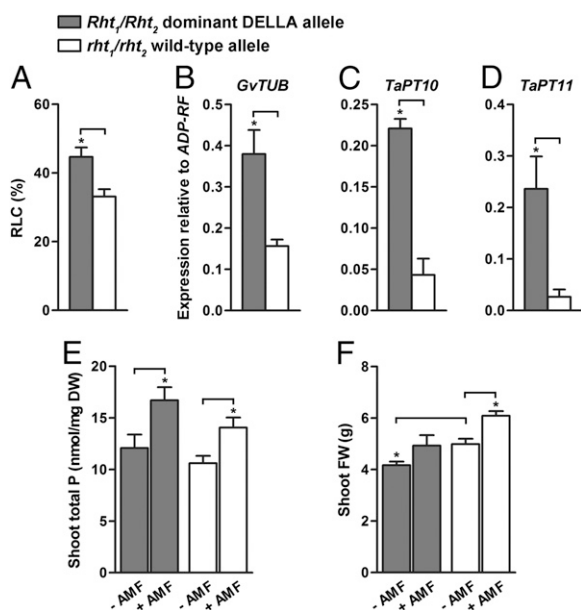 Rht₁/Rht₂ dominant DELLA allele
rht₁/rht₂ wild-type allele
A
B
GvTUB
C
TaPT10
D
TaPT11
RLC (%)
60
40
20
0
*
Expression relative to ADP-RF
0.5
0.4
0.3
0.2
0.1
0.0
*
0.25
0.20
0.15
0.10
0.05
0.00
*
0.4
0.3
0.2
0.1
0.0
*
E
Shoot total P (nmol/mg DW)
20
15
10
5
0
*
*
- AMF
+ AMF
- AMF
+ AMF
F
Shoot FW (g)
8
6
4
2
0
*
*
- AMF
+ AMF
- AMF
+ AMF